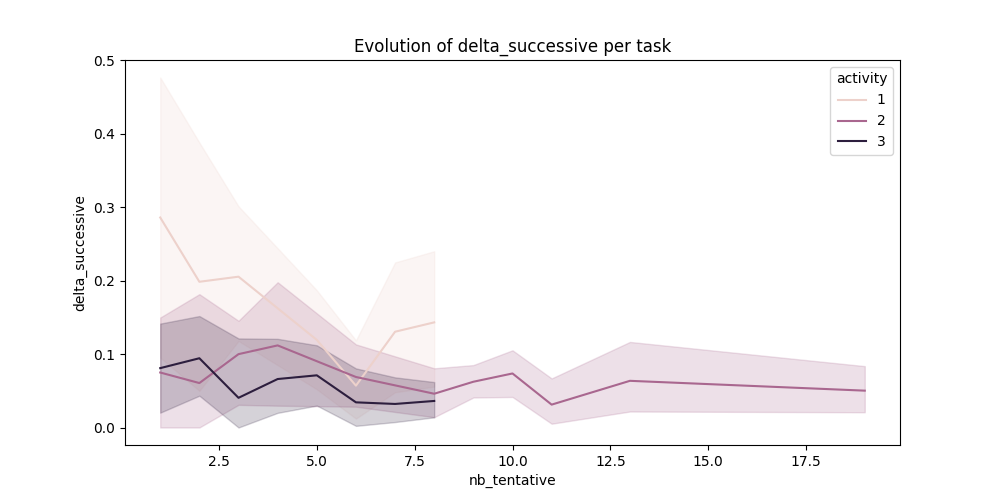 Evolution of delta_successive per task
0.5
0.4
0.3
0.2
0.1
0.0
delta_successive
activity
1
2
3
2.5 5.0 7.5 10.0 12.5 15.0 17.5
nb_tentative